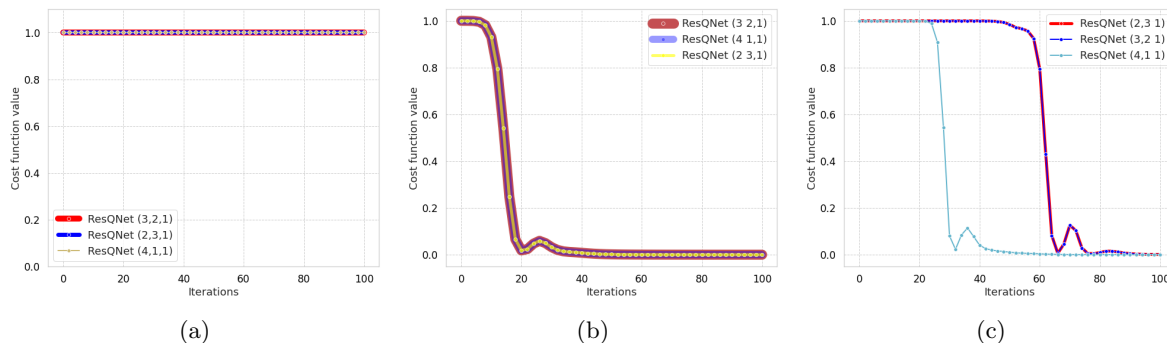 1.0
0.8
0.6
0.4
0.2
0.0
Cost function value
ResQNet (3,2,1)
ResQNet (2,3,1)
ResQNet (4,1,1)
0 20 40 60 80 100
Iterations
(a)
1.0
0.8
0.6
0.4
0.2
0.0
Cost function value
ResQNet (3 2,1)
ResQNet (4 1,1)
ResQNet (2 3,1)
0 20 40 60 80 100
Iterations
(b)
1.0
0.8
0.6
0.4
0.2
0.0
Cost function value
ResQNet (2,3 1)
ResQNet (3,2 1)
ResQNet (4,1 1)
0 20 40 60 80 100
Iterations
(c)